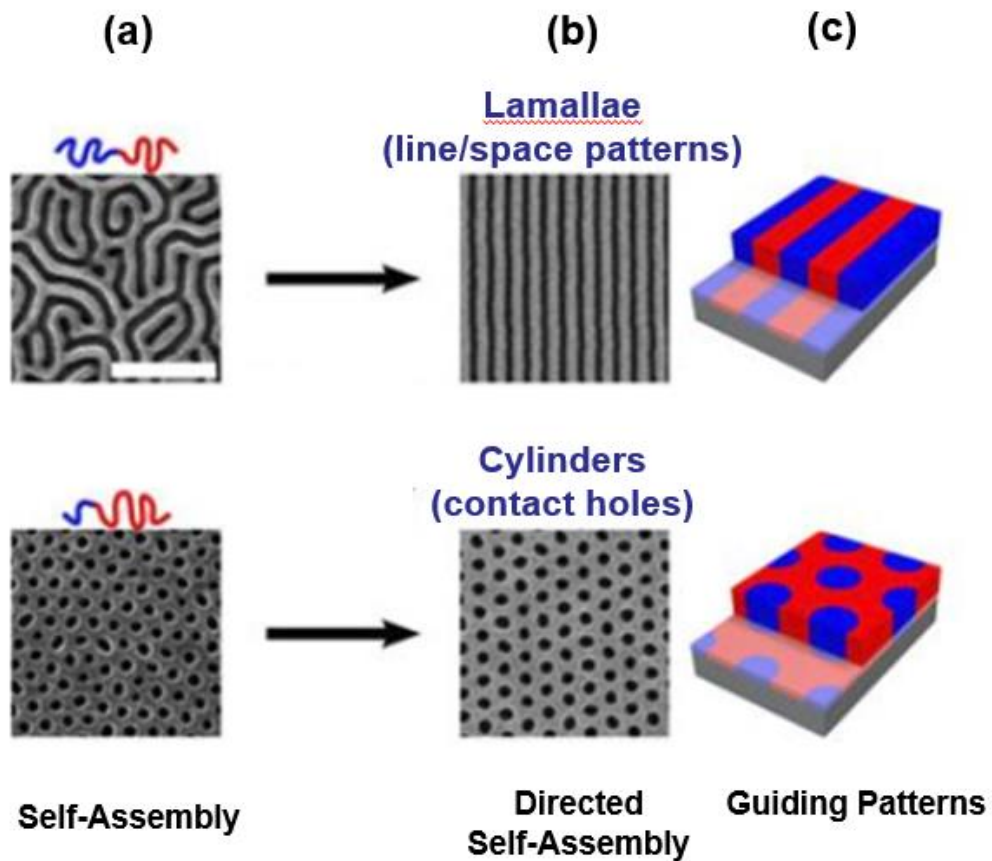 (a)
(b)
(c)
Lamallae
(line/space patterns)
Cylinders
(contact holes)
Self-Assembly
Directed
Self-Assembly
Guiding Patterns